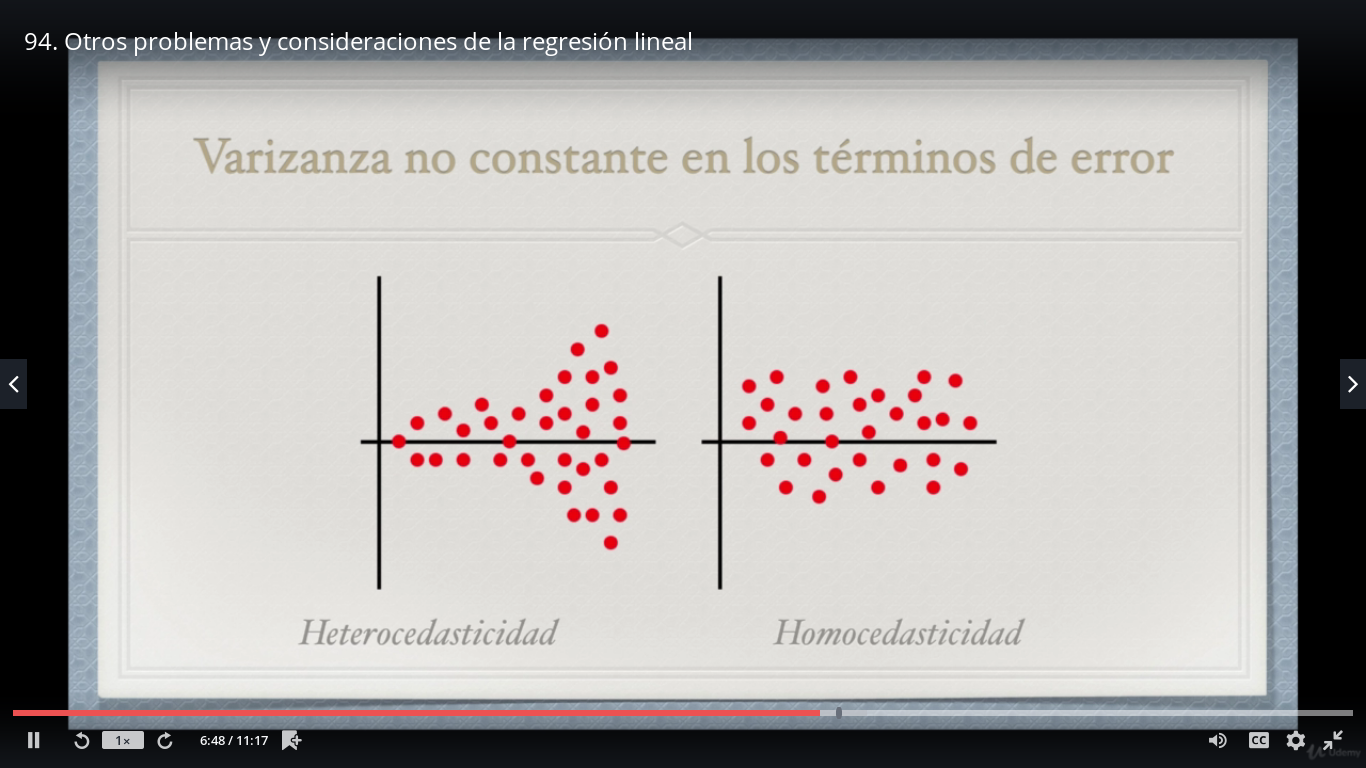 94. Otros problemas y consideraciones de la regresión lineal
Varizanza no constante en los términos de error
Heterocedasticidad
Homocedasticidad
1×
6:48 / 11:17
CC
Udemy